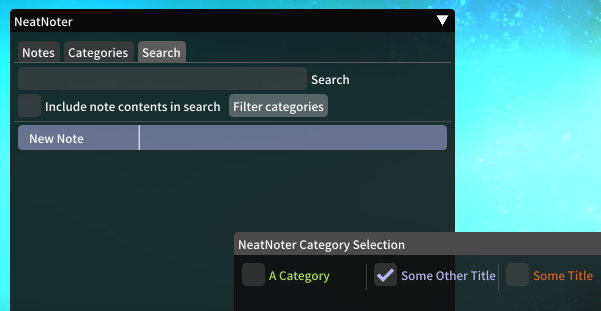 NeatNoter
Notes Categories Search
Search
Include note contents in search Filter categories
New Note
NeatNoter Category Selection
A Category Some Other Title Some Title